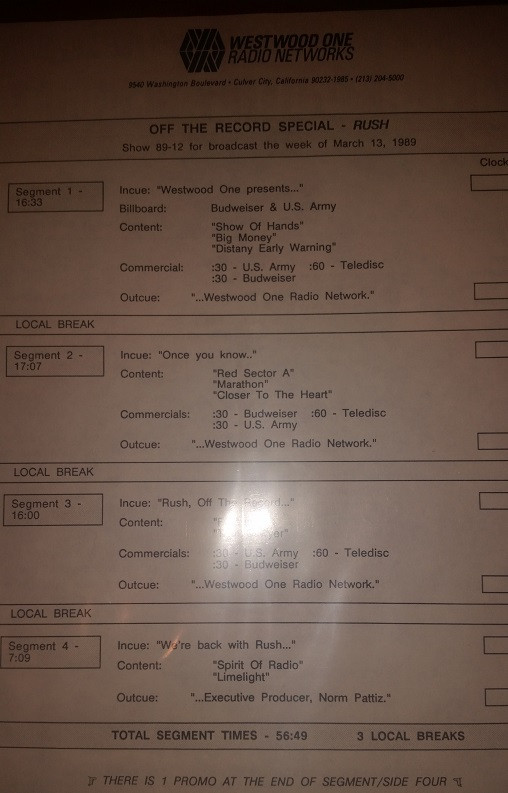 WESTWOOD ONE
RADIO NETWORKS
9540 Washington Boulevard • Culver City, California 90232-1985 • (213) 204-5000
OFF THE RECORD SPECIAL - RUSH
Show 89-12 for broadcast the week of March 13, 1989
Clock
Segment 1 -
16:33
Incue: "Westwood One presents..."
Billboard: Budweiser & U.S. Army
Content: "Show Of Hands"
"Big Money"
"Distany Early Warning"
Commercial: :30 - U.S. Army :60 - Teledisc
:30 - Budweiser
Outcue: "...Westwood One Radio Network."
LOCAL BREAK
Segment 2 -
17:07
Incue: "Once you know.."
Content: "Red Sector A"
"Marathon"
"Closer To The Heart"
Commercials: :30 - Budweiser :60 - Teledisc
:30 - U.S. Army
Outcue: "...Westwood One Radio Network."
LOCAL BREAK
Segment 3 -
16:00
Incue: "Rush, Off The Record..."
Content:
Commercials: :30 - U.S. Army :60 - Teledisc
:30 - Budweiser
Outcue: "...Westwood One Radio Network."
LOCAL BREAK
Segment 4 -
7:09
Incue: "We're back with Rush..."
Content: "Spirit Of Radio"
"Limelight"
Outcue: "...Executive Producer, Norm Pattiz."
TOTAL SEGMENT TIMES - 56:49 3 LOCAL BREAKS
☞ THERE IS 1 PROMO AT THE END OF SEGMENT/SIDE FOUR ☜